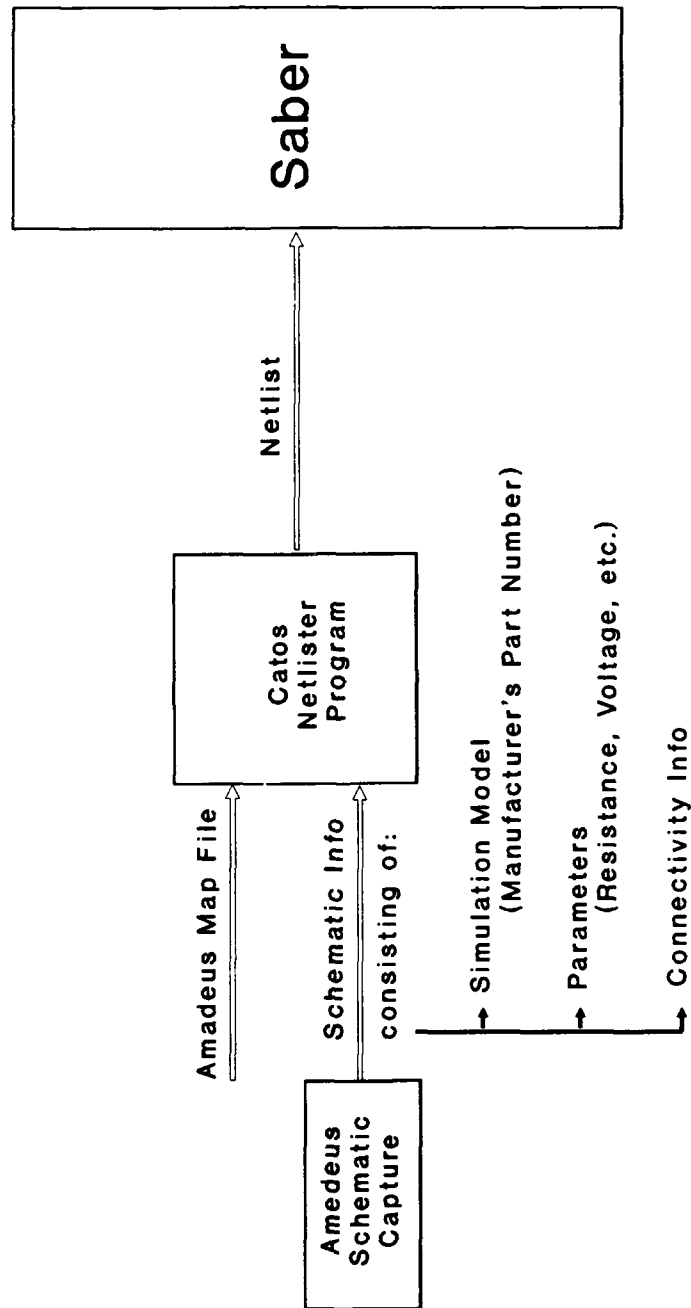 Amedeus
Schematic
Capture
Amadeus Map File
Schematic Info
consisting of:
Simulation Model
(Manufacturer's Part Number)
Parameters
(Resistance, Voltage, etc.)
Connectivity Info
Catos
Netlister
Program
Netlist
Saber